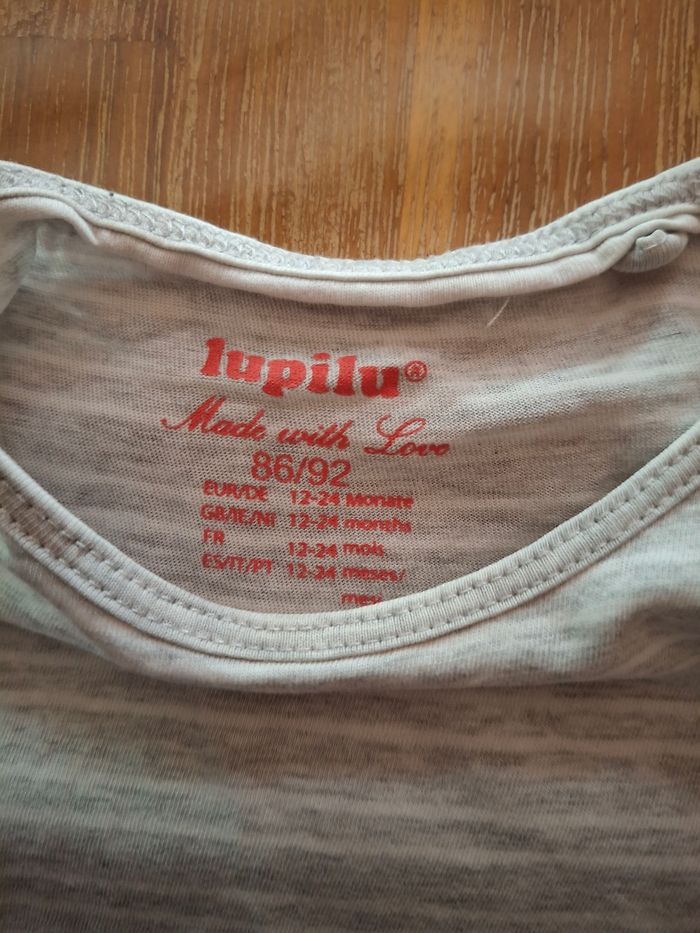 lupilu®
Made with Love
86/92
EUR/DE 12-24 Monate
GB/IE/NI 12-24 months
FR 12-24 mois
ES/IT/PT 12-24 meses/